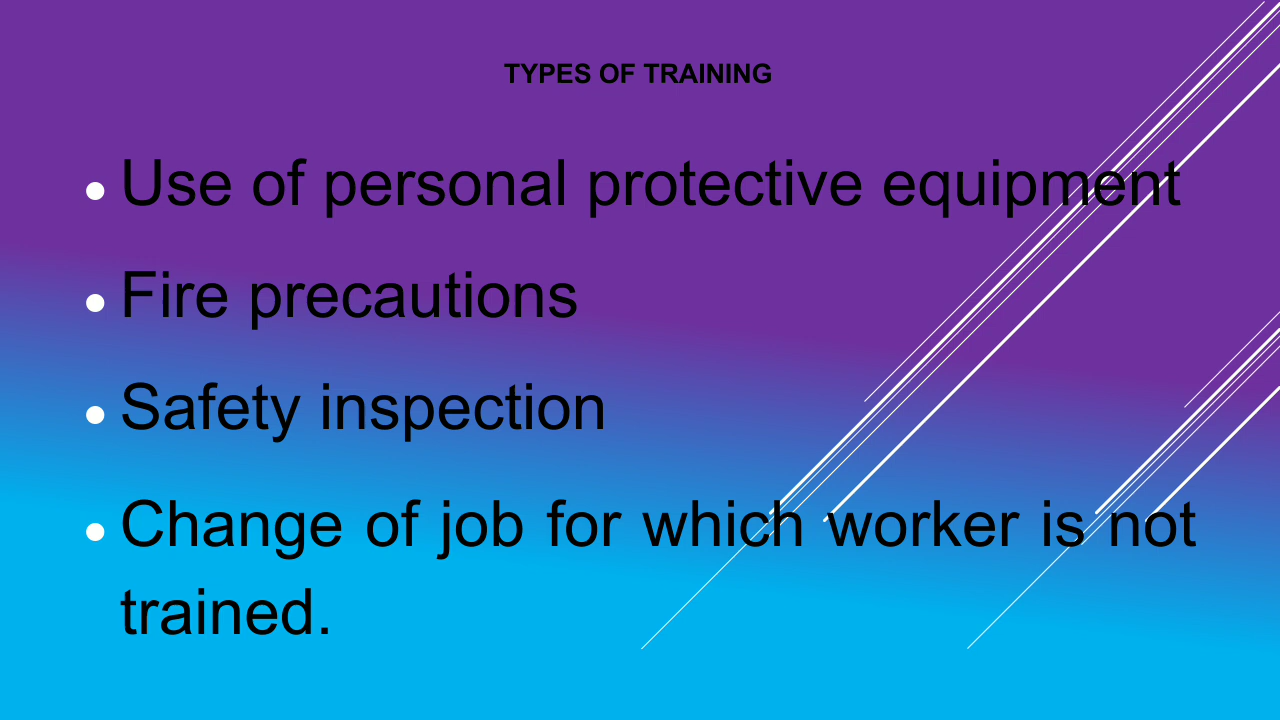 TYPES OF TRAINING
• Use of personal protective equipment
• Fire precautions
• Safety inspection
• Change of job for which worker is not
trained.